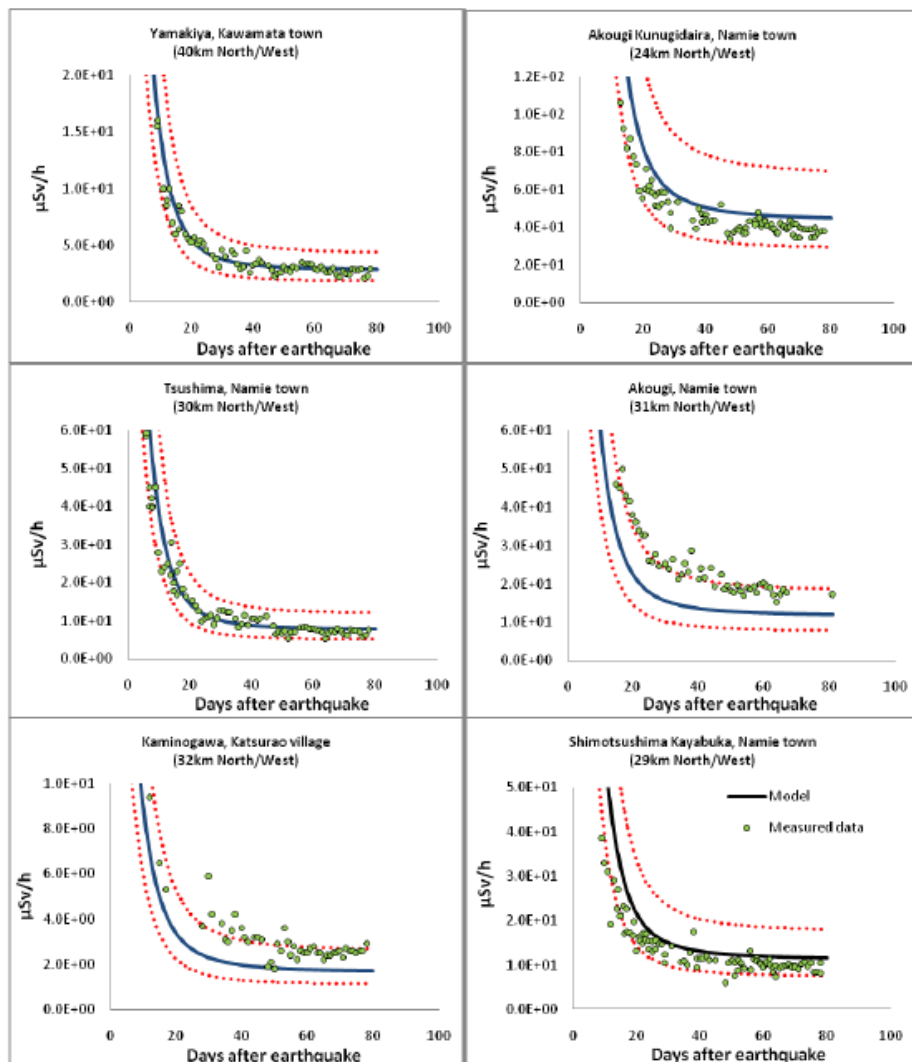 Yamakiya, Kawamata town
(40km North/West)
2.0E+01
1.5E+01
1.0E+01
5.0E+00
0.0E+00
µSv/h
0 20 40 60 80 100
Days after earthquake
Akougi Kunugidaira, Namie town
(24km North/West)
1.2E+02
1.0E+02
8.0E+01
6.0E+01
4.0E+01
2.0E+01
0.0E+00
µSv/h
0 20 40 60 80 100
Days after earthquake
Tsushima, Namie town
(30km North/West)
6.0E+01
5.0E+01
4.0E+01
3.0E+01
2.0E+01
1.0E+01
0.0E+00
µSv/h
0 20 40 60 80 100
Days after earthquake
Akougi, Namie town
(31km North/West)
6.0E+01
5.0E+01
4.0E+01
3.0E+01
2.0E+01
1.0E+01
0.0E+00
µSv/h
0 20 40 60 80 100
Days after earthquake
Kaminogawa, Katsurao village
(32km North/West)
1.0E+01
8.0E+00
6.0E+00
4.0E+00
2.0E+00
0.0E+00
µSv/h
0 20 40 60 80 100
Days after earthquake
Shimotsushima Kayabuka, Namie town
(29km North/West)
5.0E+01
4.0E+01
3.0E+01
2.0E+01
1.0E+01
0.0E+00
µSv/h
Model
Measured data
0 20 40 60 80 100
Days after earthquake